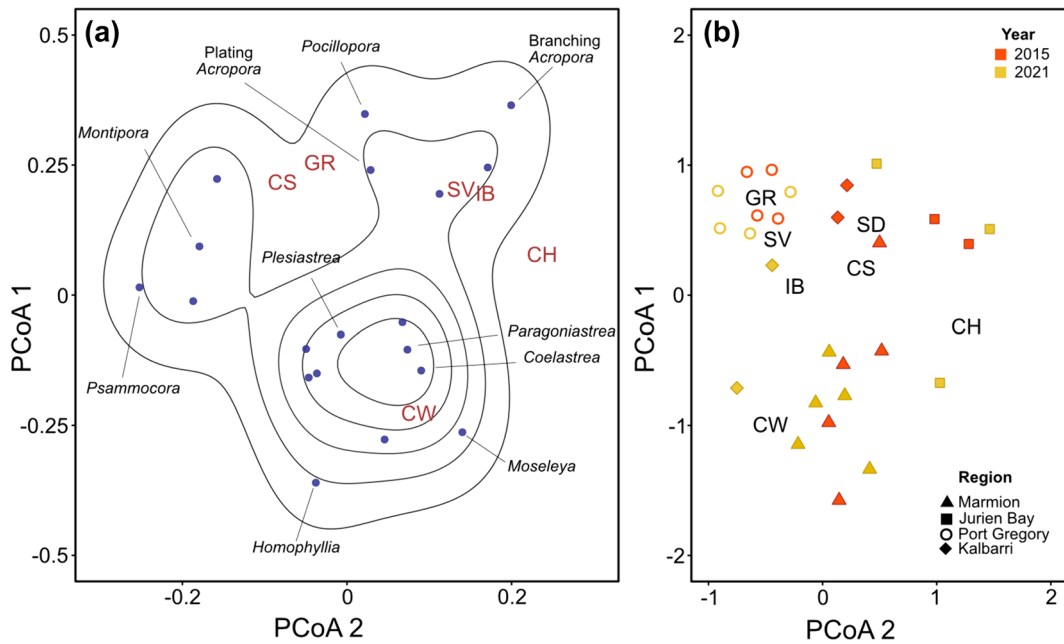 (a)
0.5
0.25
0
-0.25
-0.5
PCoA 1
-0.2
0
0.2
PCoA 2
Pocillopora
Branching
Acropora
Plating
Acropora
Montipora
GR
CS
SV
IB
CH
Plesiastrea
Paragoniastrea
Coelastrea
Psammocora
CW
Moseleya
Homophyllia
(b)
2
1
0
-1
-2
PCoA 1
-1
0
1
2
PCoA 2
Year
2015
2021
GR
SV
SD
CS
IB
CH
CW
Region
Marmion
Jurien Bay
Port Gregory
Kalbarri